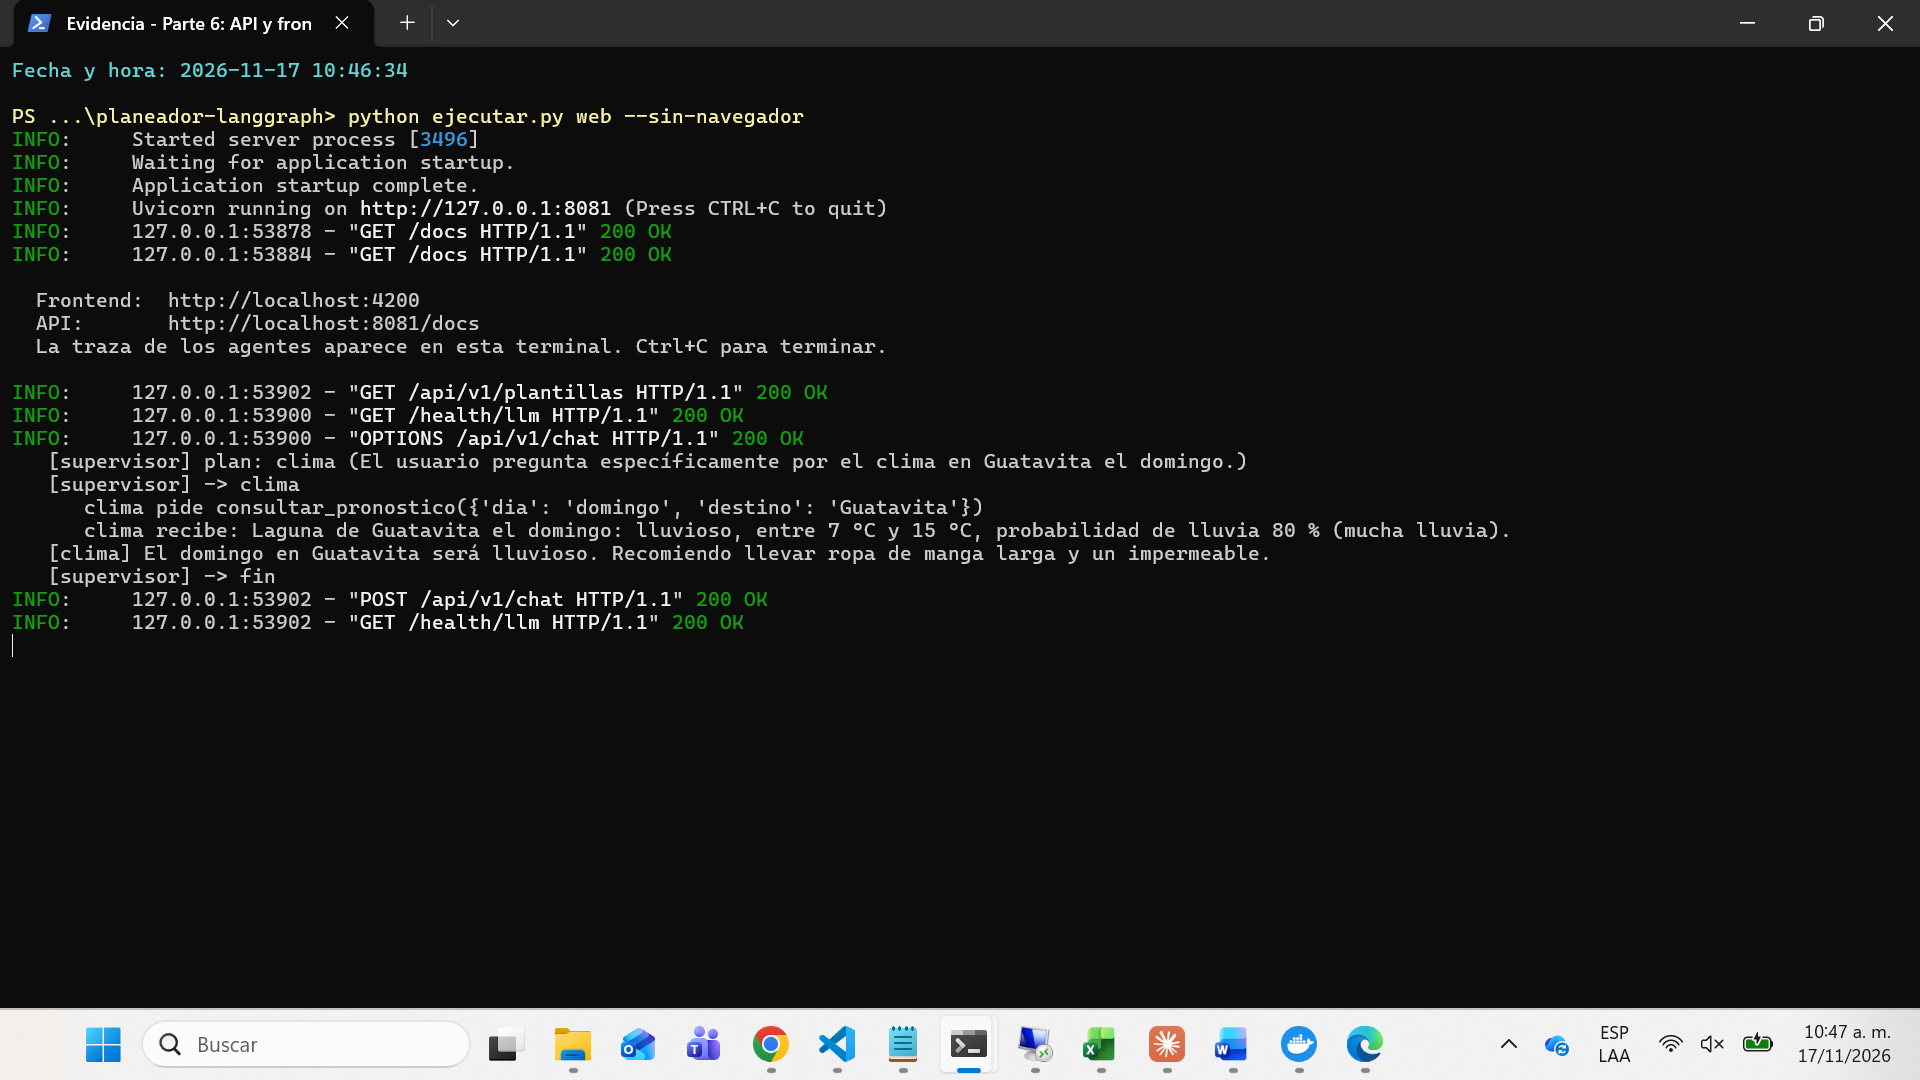 Evidencia - Parte 6: API y fron
Fecha y hora: 2026-11-17 10:46:34
PS ...\planeador-langgraph> python ejecutar.py web --sin-navegador
INFO:     Started server process [3496]
INFO:     Waiting for application startup.
INFO:     Application startup complete.
INFO:     Uvicorn running on http://127.0.0.1:8081 (Press CTRL+C to quit)
INFO:     127.0.0.1:53878 - "GET /docs HTTP/1.1" 200 OK
INFO:     127.0.0.1:53884 - "GET /docs HTTP/1.1" 200 OK
Frontend:  http://localhost:4200
API:       http://localhost:8081/docs
La traza de los agentes aparece en esta terminal. Ctrl+C para terminar.
INFO:     127.0.0.1:53902 - "GET /api/v1/plantillas HTTP/1.1" 200 OK
INFO:     127.0.0.1:53900 - "GET /health/llm HTTP/1.1" 200 OK
INFO:     127.0.0.1:53900 - "OPTIONS /api/v1/chat HTTP/1.1" 200 OK
[supervisor] plan: clima (El usuario pregunta específicamente por el clima en Guatavita el domingo.)
[supervisor] -> clima
clima pide consultar_pronostico({'dia': 'domingo', 'destino': 'Guatavita'})
clima recibe: Laguna de Guatavita el domingo: lluvioso, entre 7 °C y 15 °C, probabilidad de lluvia 80 % (mucha lluvia).
[clima] El domingo en Guatavita será lluvioso. Recomiendo llevar ropa de manga larga y un impermeable.
[supervisor] -> fin
INFO:     127.0.0.1:53902 - "POST /api/v1/chat HTTP/1.1" 200 OK
INFO:     127.0.0.1:53902 - "GET /health/llm HTTP/1.1" 200 OK
Buscar
ESP
LAA
10:47 a. m.
17/11/2026